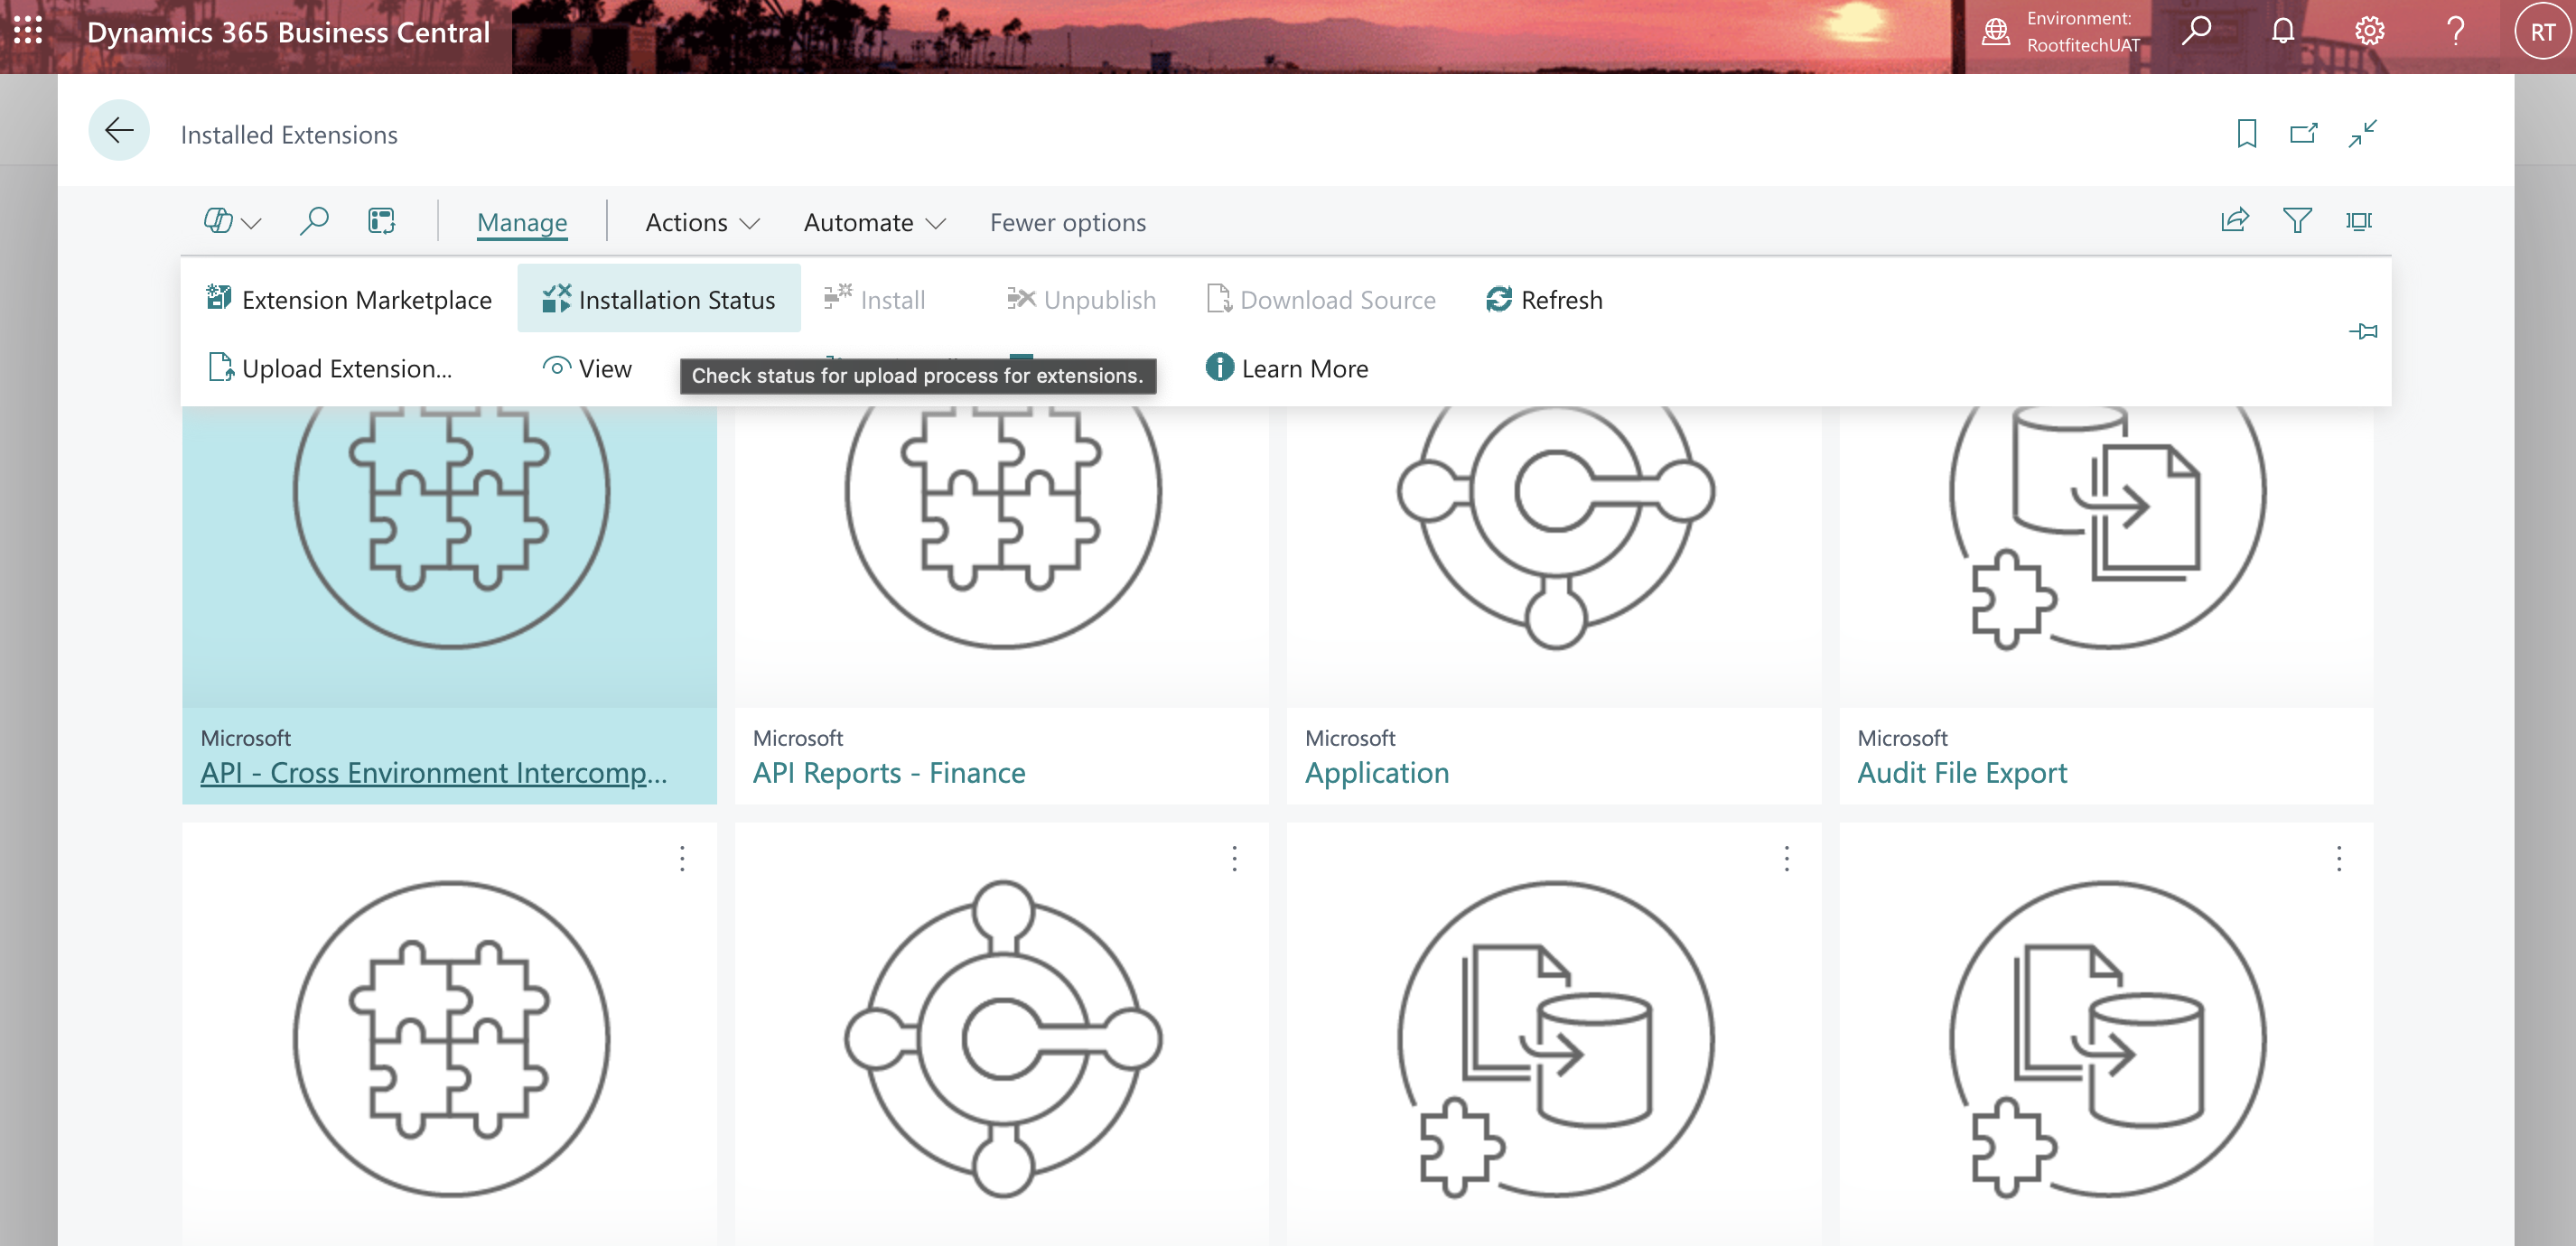 Dynamics 365 Business Central
Environment:
RootfitechUAT
?
RT
Installed Extensions
Manage
Actions
Automate
Fewer options
Extension Marketplace
Installation Status
Install
Unpublish
Download Source
Refresh
Upload Extension...
View
Check status for upload process for extensions.
Learn More
Microsoft
API - Cross Environment Intercomp...
Microsoft
API Reports - Finance
Microsoft
Application
Microsoft
Audit File Export